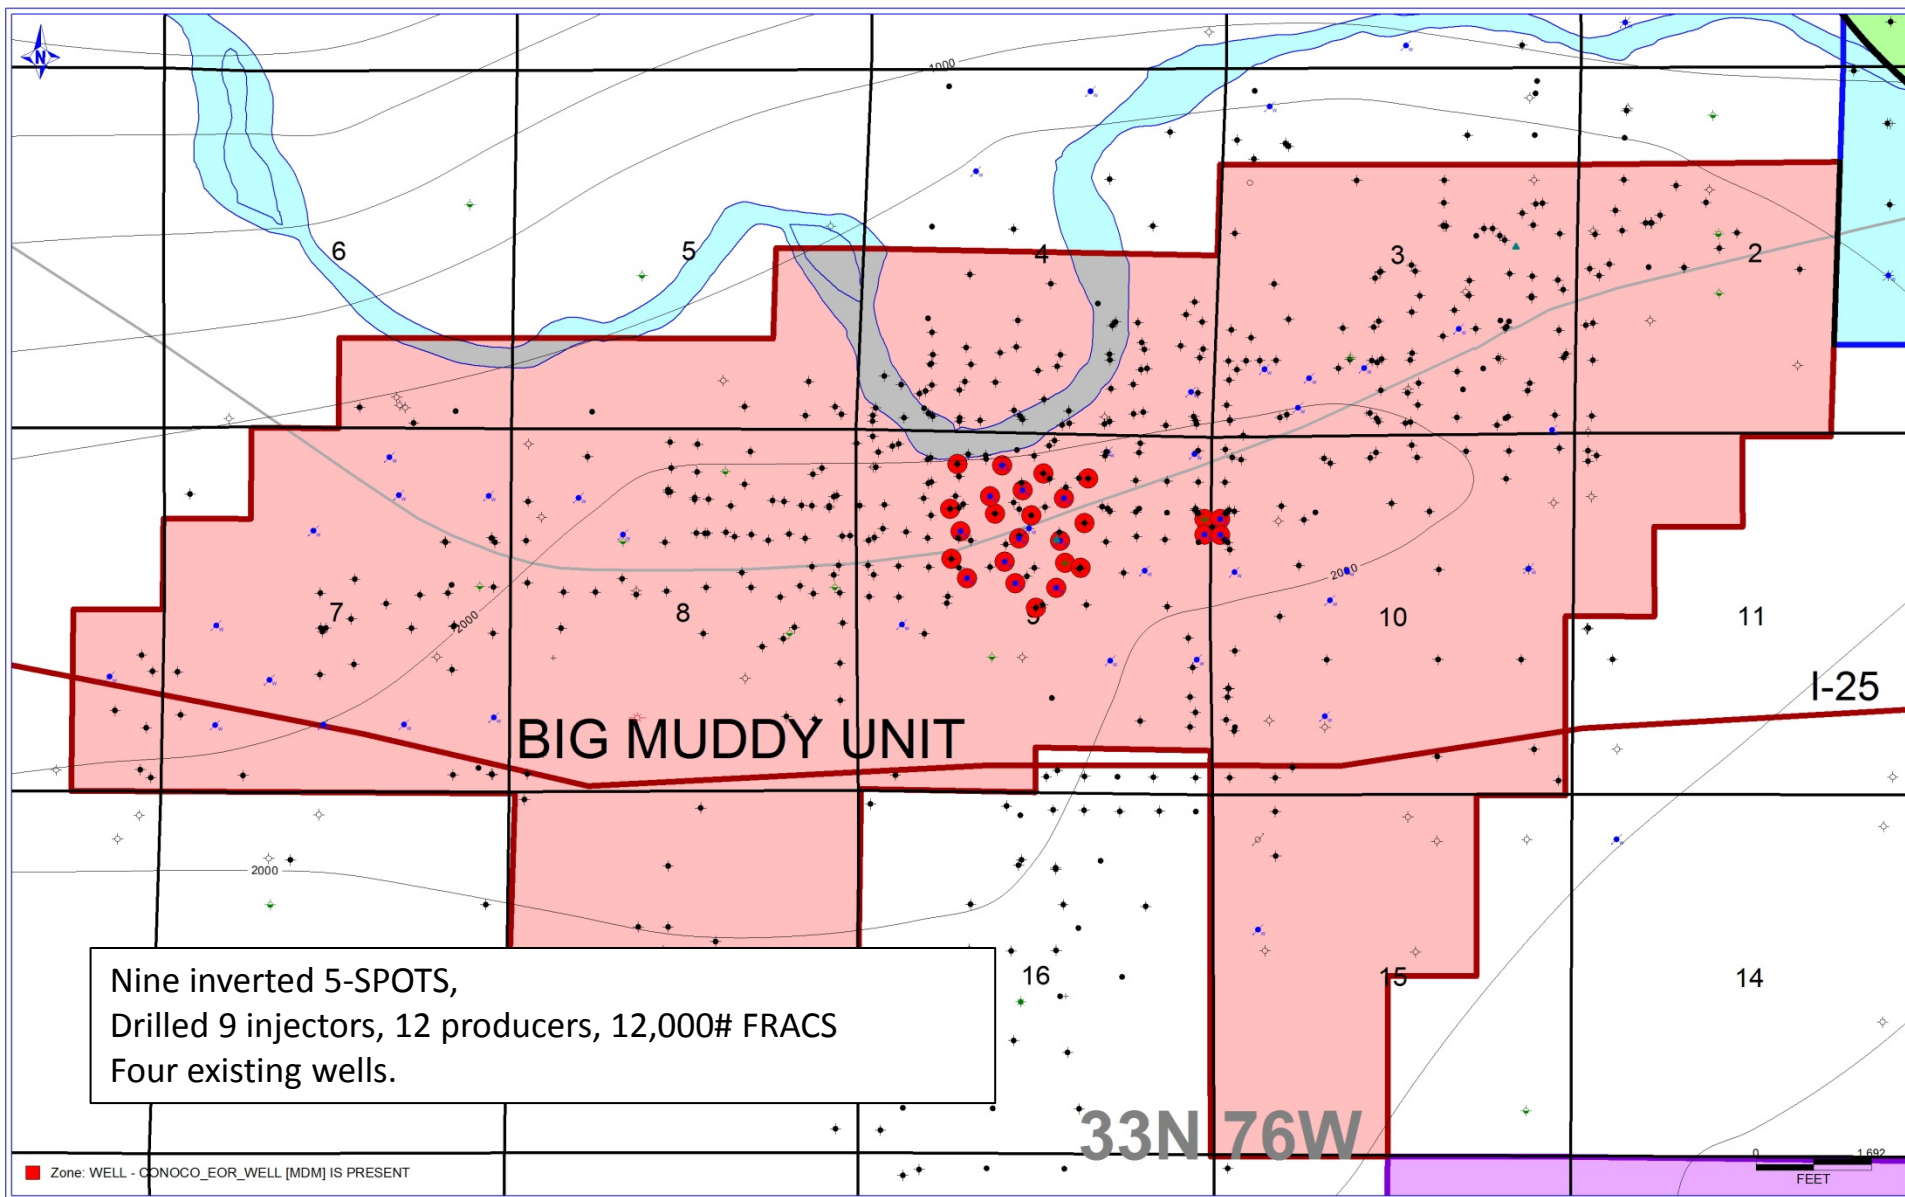 N
1000
6
5
4
3
2
7
8
9
10
11
2000
2000
I-25
BIG MUDDY UNIT
2000
16
15
14
Nine inverted 5-SPOTS,
Drilled 9 injectors, 12 producers, 12,000# FRACS
Four existing wells.
33N 76W
Zone: WELL - CONOCO_EOR_WELL [MDM] IS PRESENT
0 1,692
FEET